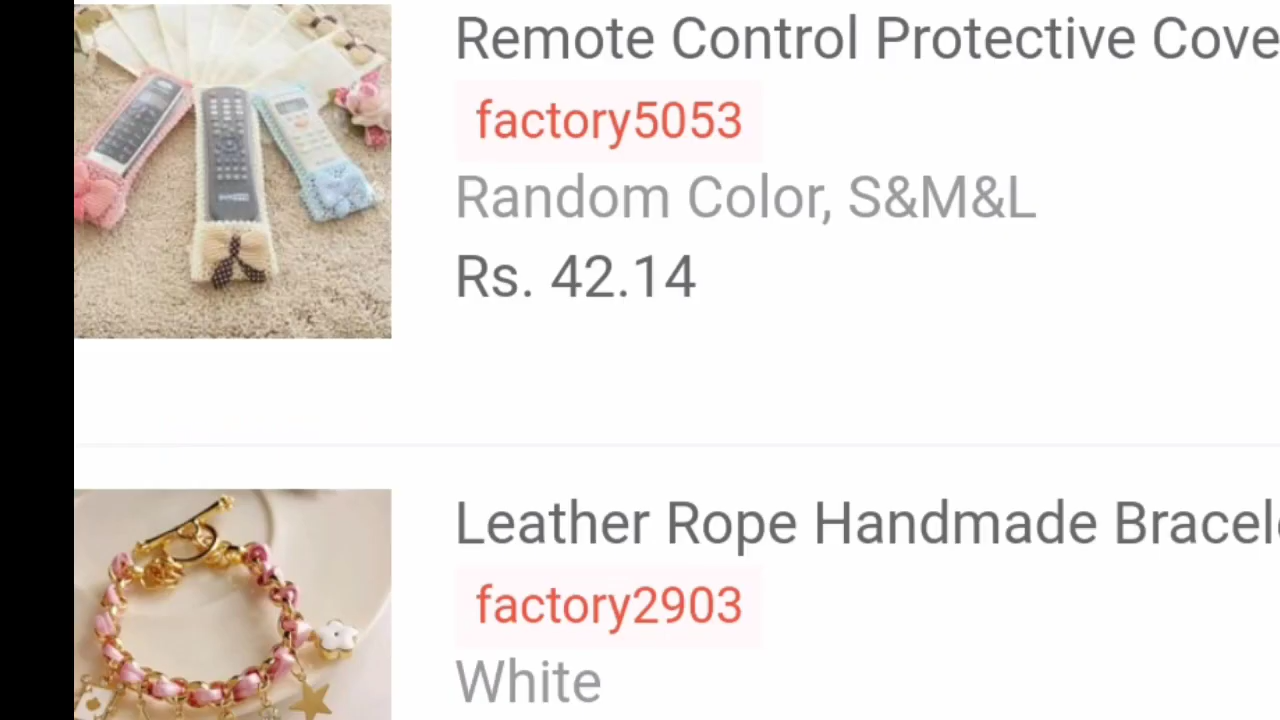 Remote Control Protective Cove
factory5053
Random Color, S&M&L
Rs. 42.14
Leather Rope Handmade Bracel
factory2903
White